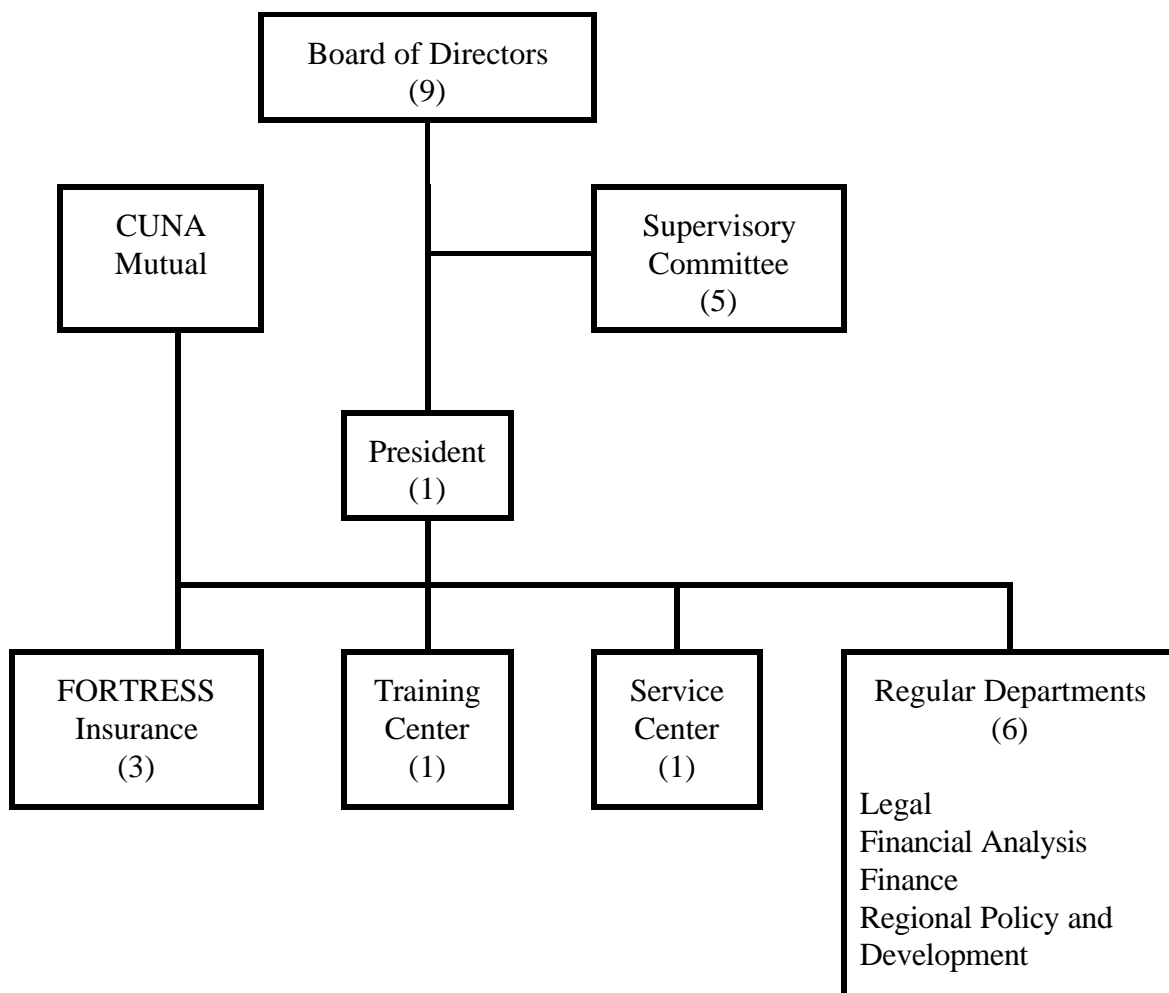 Board of Directors
(9)
CUNA
Mutual
Supervisory
Committee
(5)
President
(1)
FORTRESS
Insurance
(3)
Training
Center
(1)
Service
Center
(1)
Regular Departments
(6)
Legal
Financial Analysis
Finance
Regional Policy and
Development